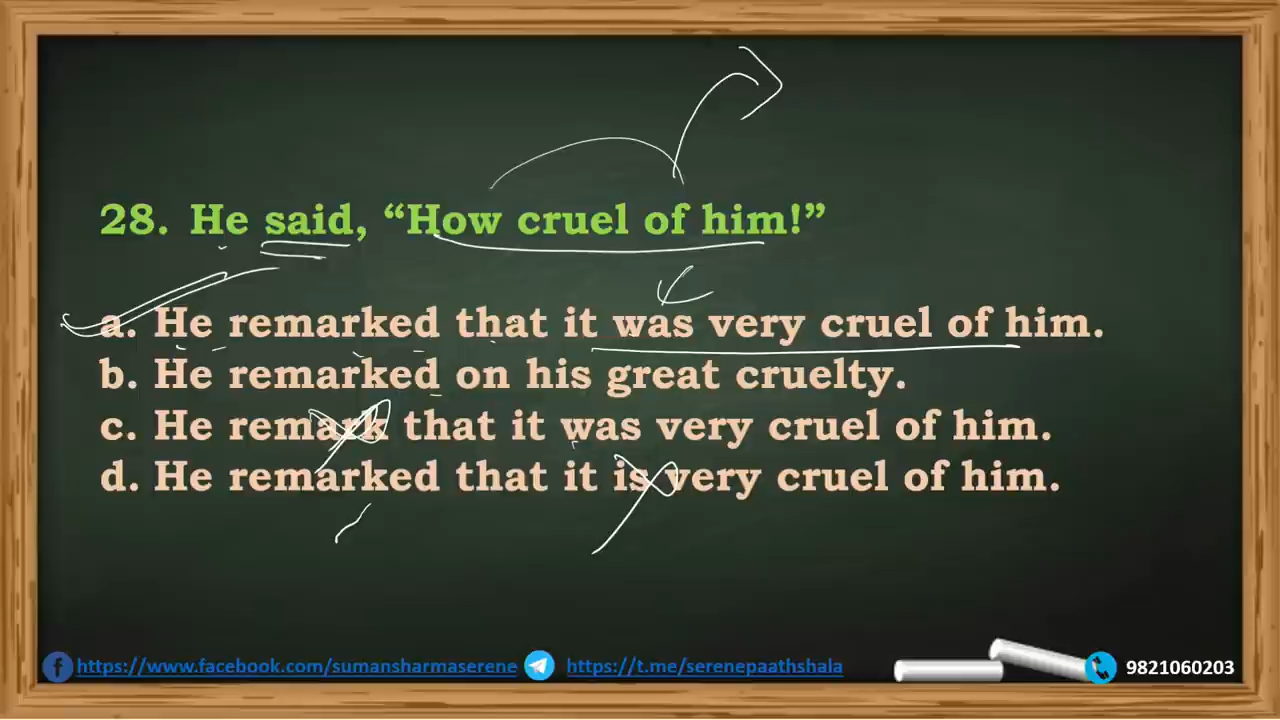 28. He said, “How cruel of him!”
a. He remarked that it was very cruel of him.
b. He remarked on his great cruelty.
c. He remark that it was very cruel of him.
d. He remarked that it is very cruel of him.
https://www.facebook.com/sumansharmaserene https://t.me/serenepaathshala 9821060203